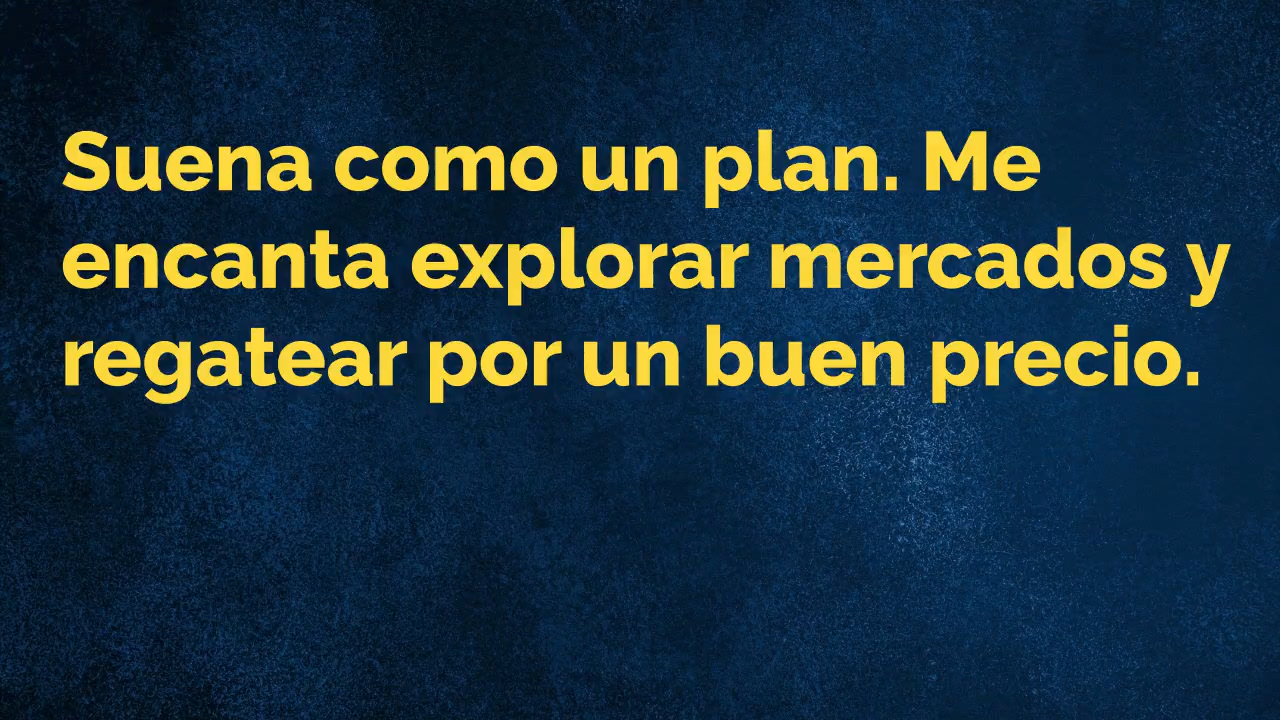 Suena como un plan. Me
encanta explorar mercados y
regatear por un buen precio.